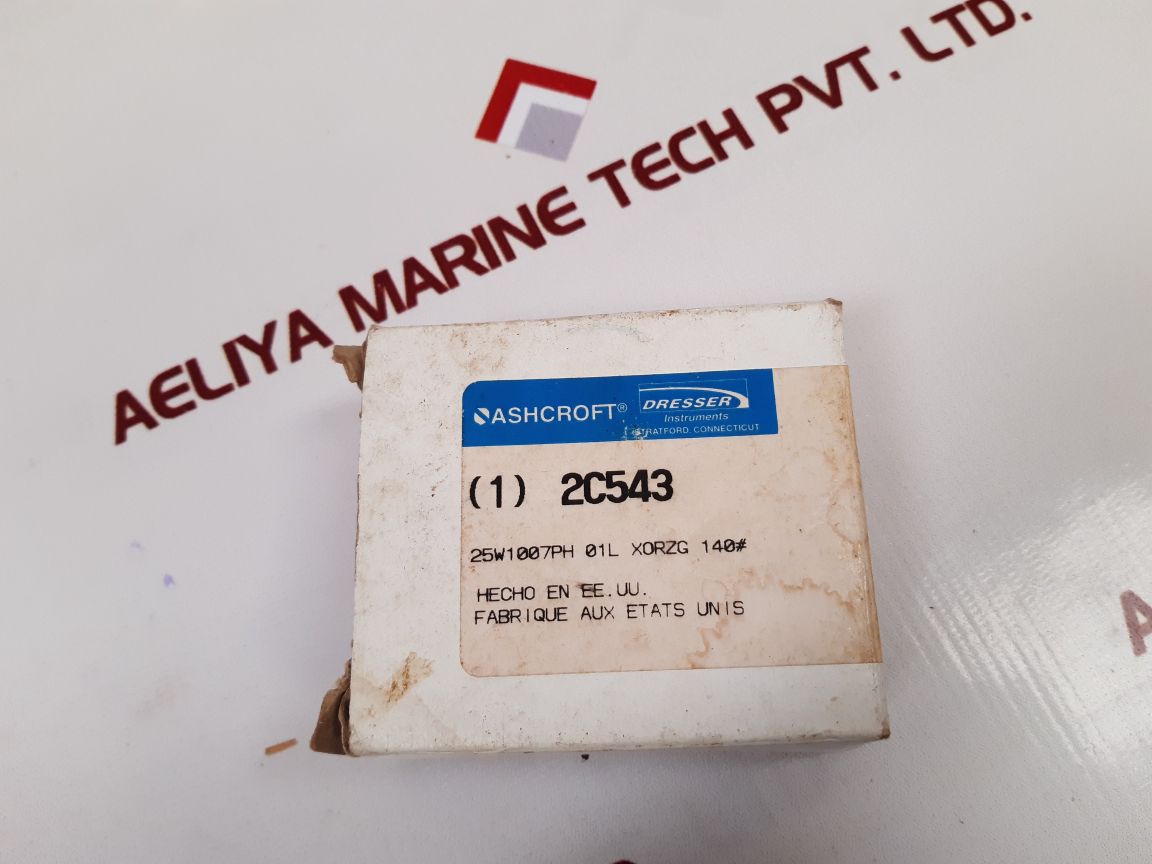 AELIYA MARINE TECH PVT. LTD.
ASHCROFT®
DRESSER
Instruments
STRATFORD, CONNECTICUT
(1) 2C543
25W1007PH 01L XORZG 140#
HECHO EN EE.UU.
FABRIQUE AUX ETATS UNIS
A